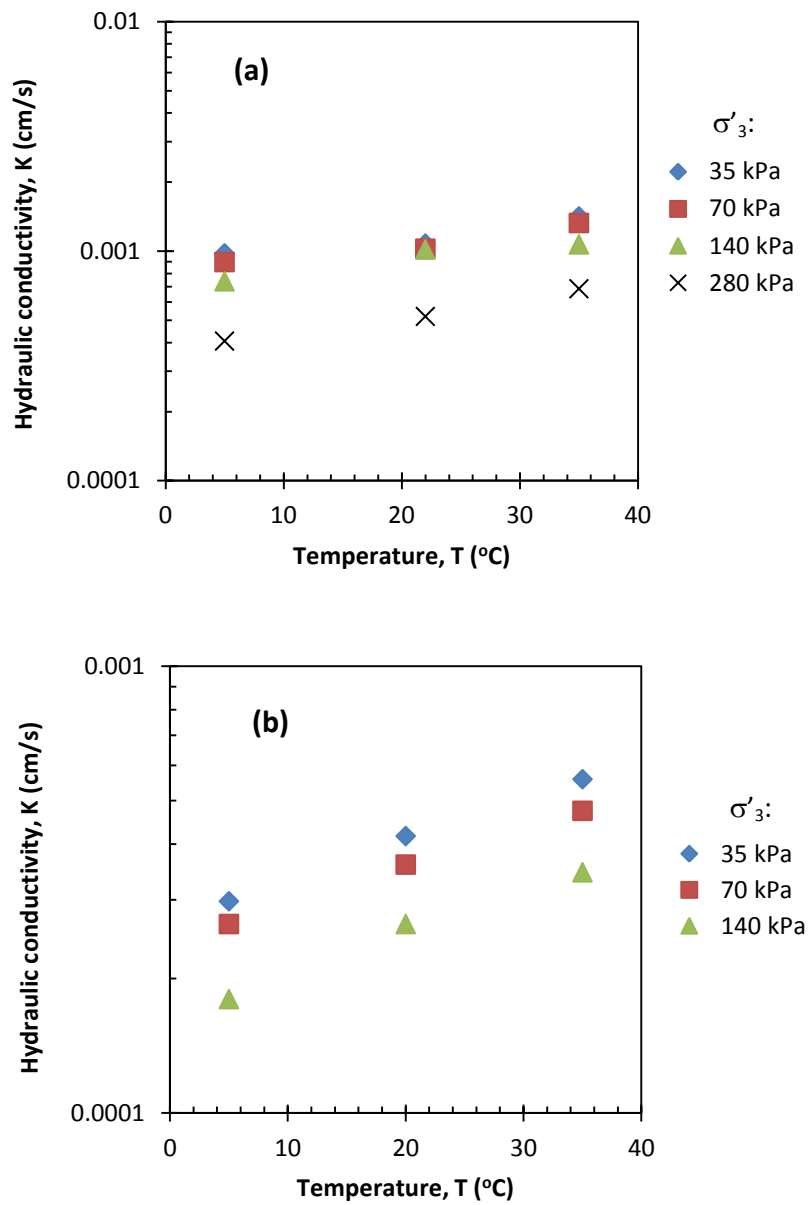 0.01
(a)
σ'₃:
35 kPa
70 kPa
140 kPa
280 kPa
0.001
0.0001
Hydraulic conductivity, K (cm/s)
0 10 20 30 40
Temperature, T (°C)
0.001
(b)
σ'₃:
35 kPa
70 kPa
140 kPa
0.0001
Hydraulic conductivity, K (cm/s)
0 10 20 30 40
Temperature, T (°C)